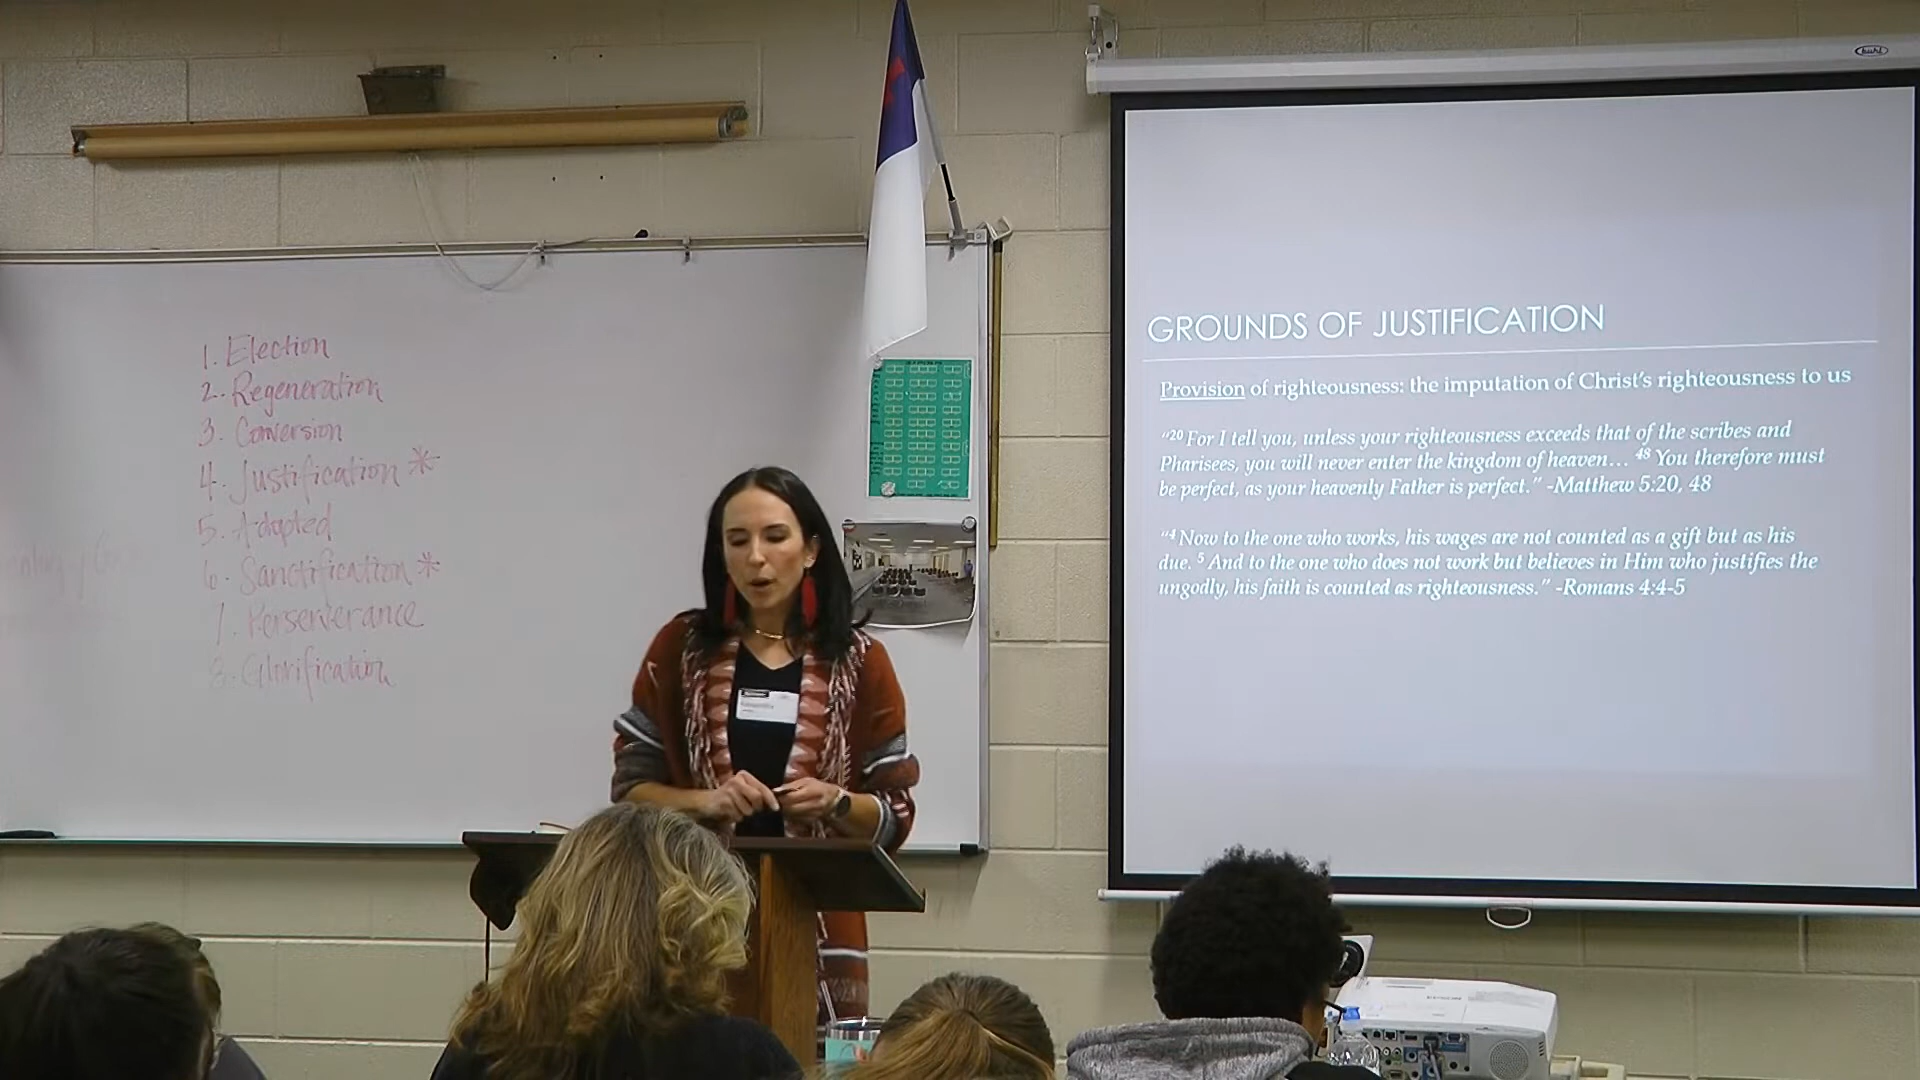 1. Election
2. Regeneration
3. Conversion
4. Justification *
5. Adopted
6. Sanctification *
7. Perserverance
8. Glorification
GROUNDS OF JUSTIFICATION
Provision of righteousness: the imputation of Christ's righteousness to us
"20 For I tell you, unless your righteousness exceeds that of the scribes and
Pharisees, you will never enter the kingdom of heaven... 48 You therefore must
be perfect, as your heavenly Father is perfect." -Matthew 5:20, 48
"4 Now to the one who works, his wages are not counted as a gift but as his
due. 5 And to the one who does not work but believes in Him who justifies the
ungodly, his faith is counted as righteousness." -Romans 4:4-5